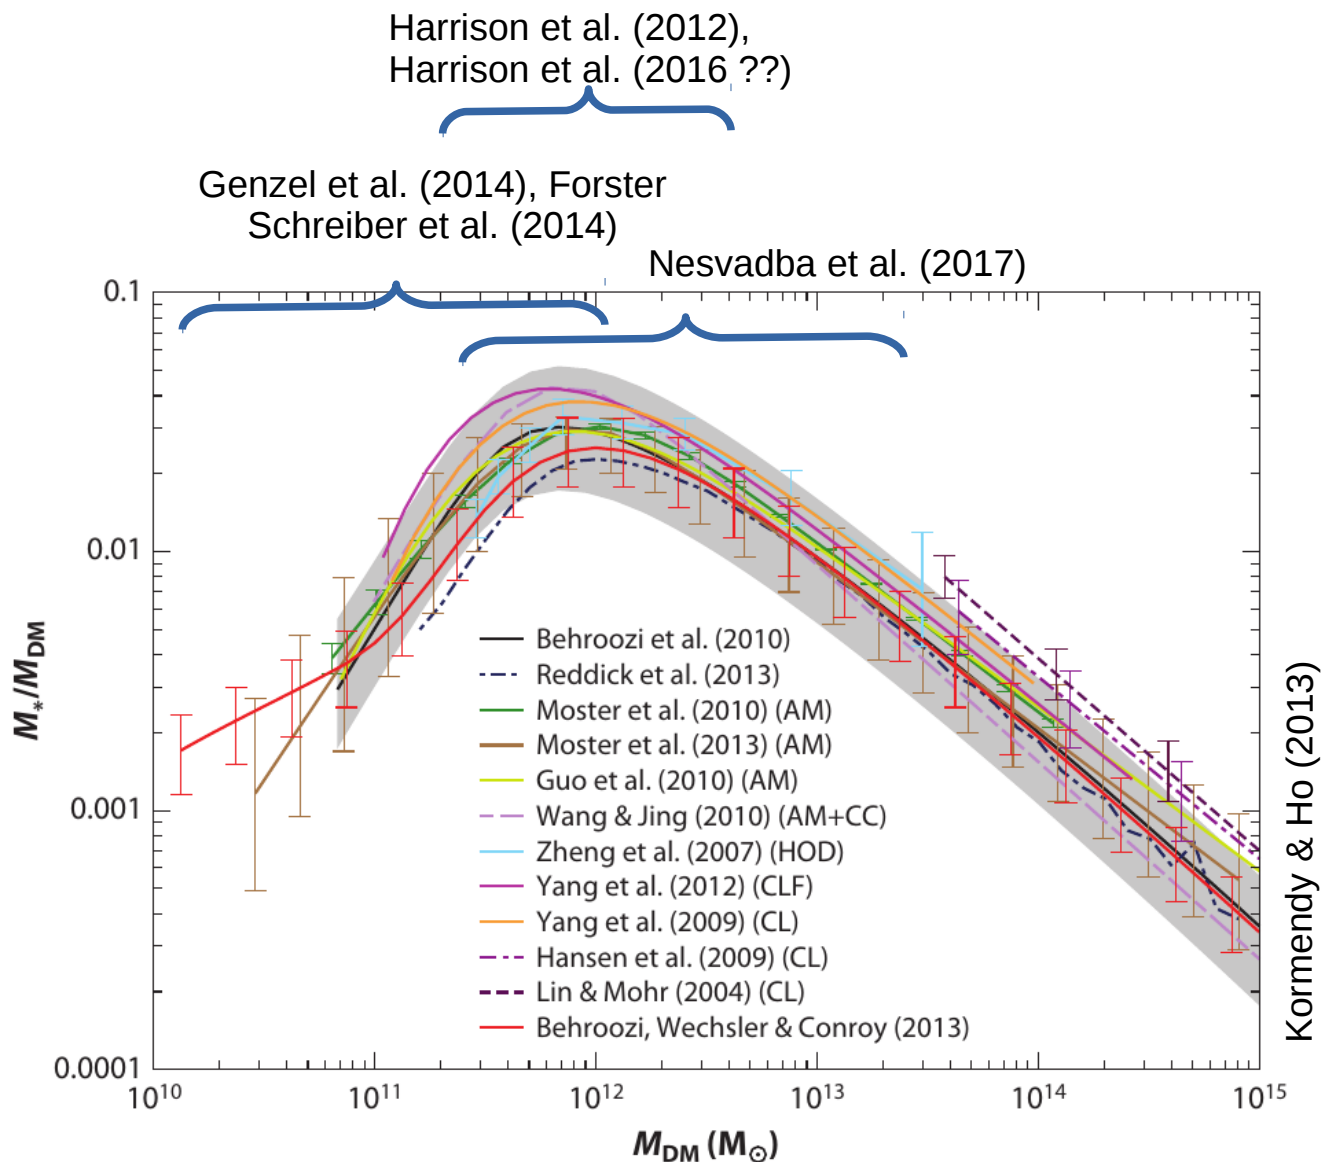 Harrison et al. (2012),
Harrison et al. (2016 ??)
Genzel et al. (2014), Forster
Schreiber et al. (2014)
Nesvadba et al. (2017)
0.1
0.01
0.001
0.0001
M*/MDM
Behroozi et al. (2010)
Reddick et al. (2013)
Moster et al. (2010) (AM)
Moster et al. (2013) (AM)
Guo et al. (2010) (AM)
Wang & Jing (2010) (AM+CC)
Zheng et al. (2007) (HOD)
Yang et al. (2012) (CLF)
Yang et al. (2009) (CL)
Hansen et al. (2009) (CL)
Lin & Mohr (2004) (CL)
Behroozi, Wechsler & Conroy (2013)
10^10 10^11 10^12 10^13 10^14 10^15
MDM (M⊙)
Kormendy & Ho (2013)